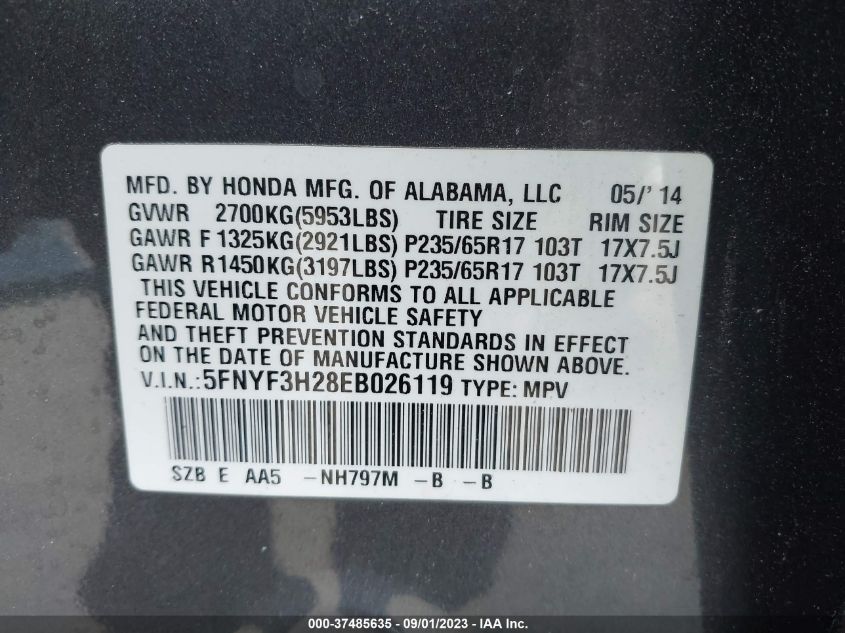 MFD. BY HONDA MFG. OF ALABAMA, LLC 05/' 14
GVWR 2700KG(5953LBS) TIRE SIZE RIM SIZE
GAWR F 1325KG(2921LBS) P235/65R17 103T 17X7.5J
GAWR R1450KG(3197LBS) P235/65R17 103T 17X7.5J
THIS VEHICLE CONFORMS TO ALL APPLICABLE
FEDERAL MOTOR VEHICLE SAFETY
AND THEFT PREVENTION STANDARDS IN EFFECT
ON THE DATE OF MANUFACTURE SHOWN ABOVE.
V.I.N.:5FNYF3H28EB026119 TYPE: MPV
SZB E AA5 -NH797M -B -B
000-37485635 - 09/01/2023 - IAA Inc.